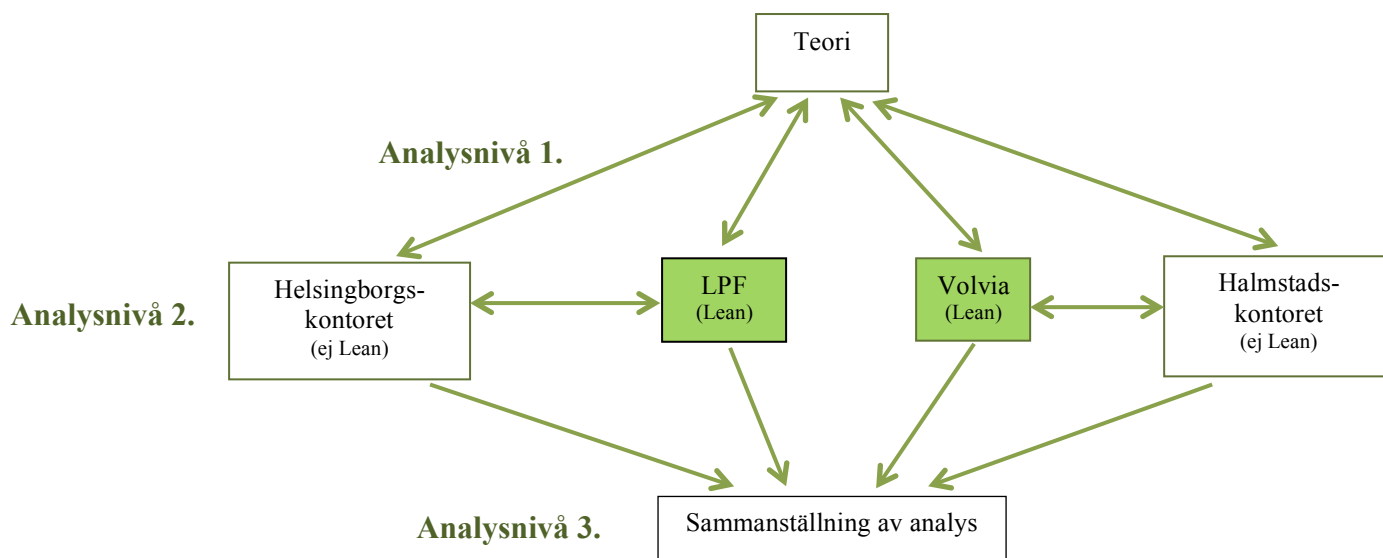 Teori
Analysnivå 1.
Helsingborgs-
kontoret
(ej Lean)
LPF
(Lean)
Volvia
(Lean)
Halmstads-
kontoret
(ej Lean)
Analysnivå 2.
Sammanställning av analys
Analysnivå 3.